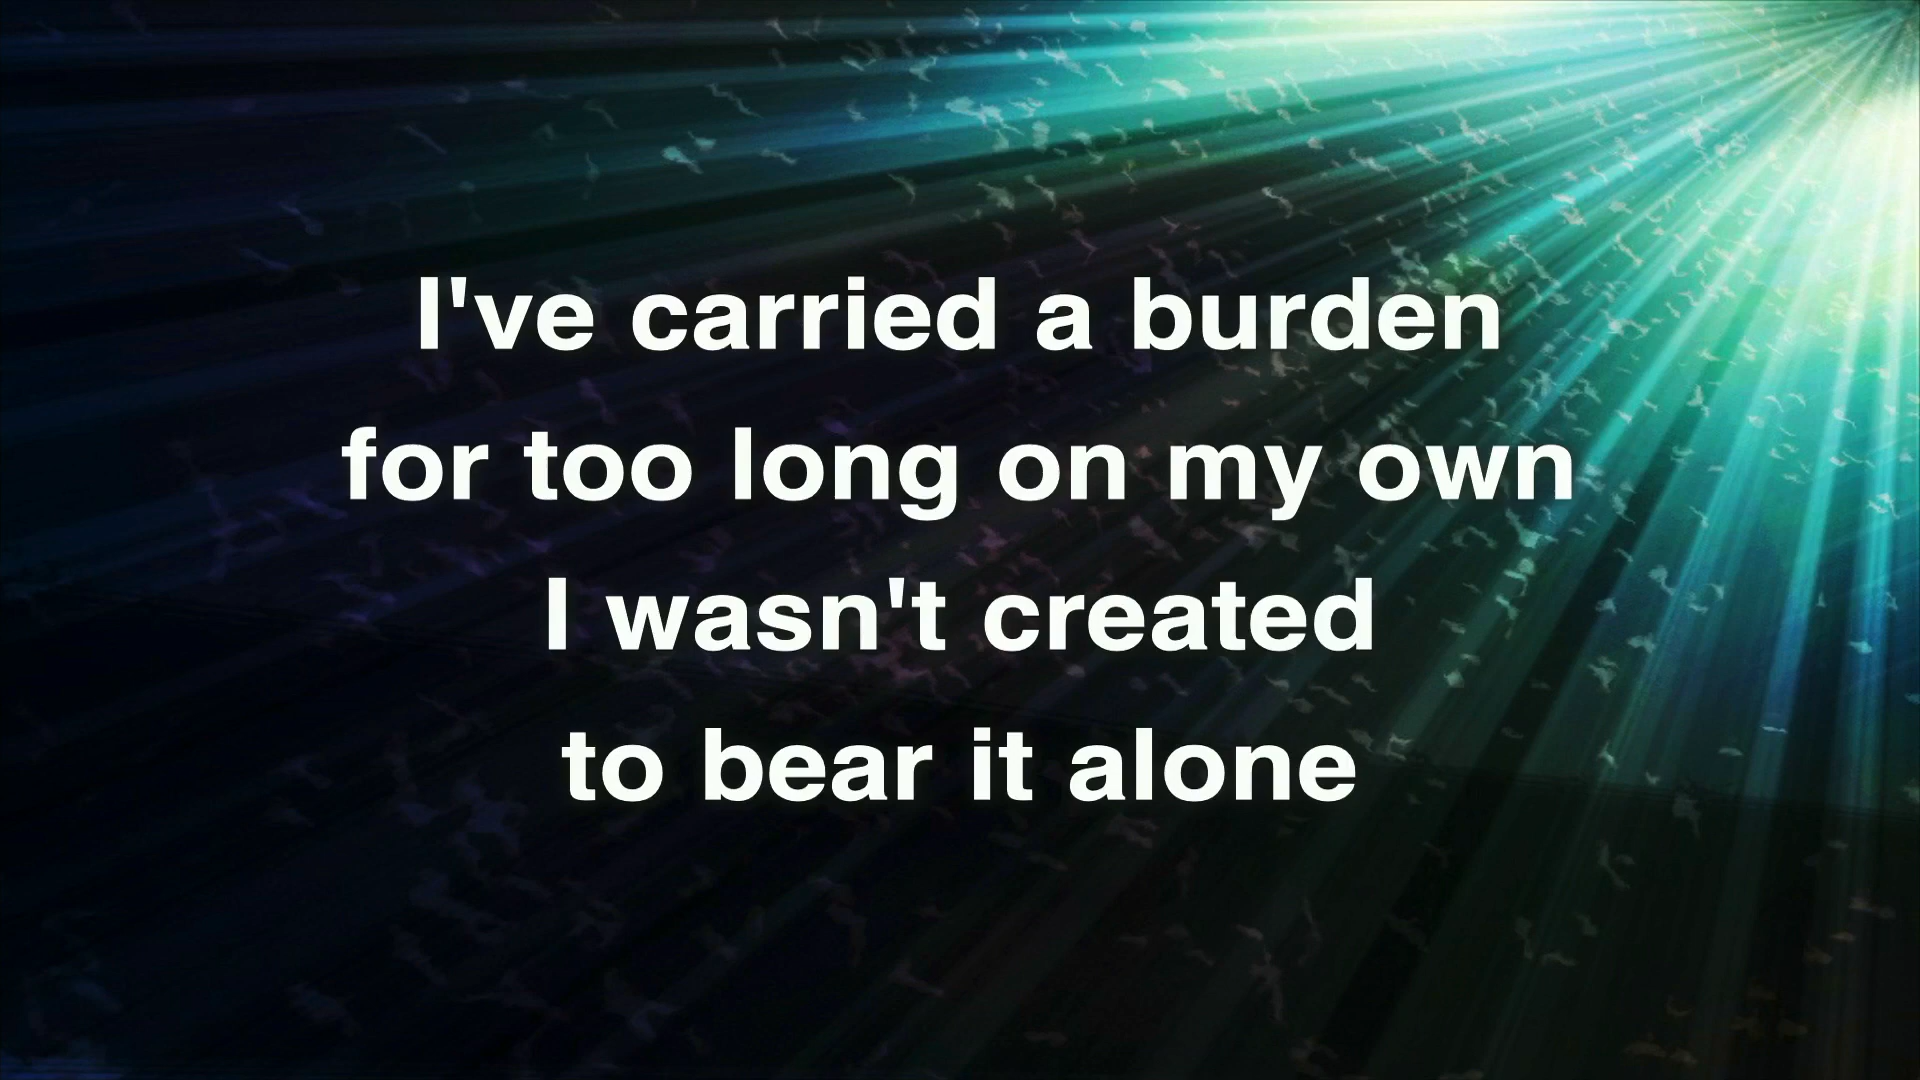 I've carried a burden
for too long on my own
I wasn't created
to bear it alone